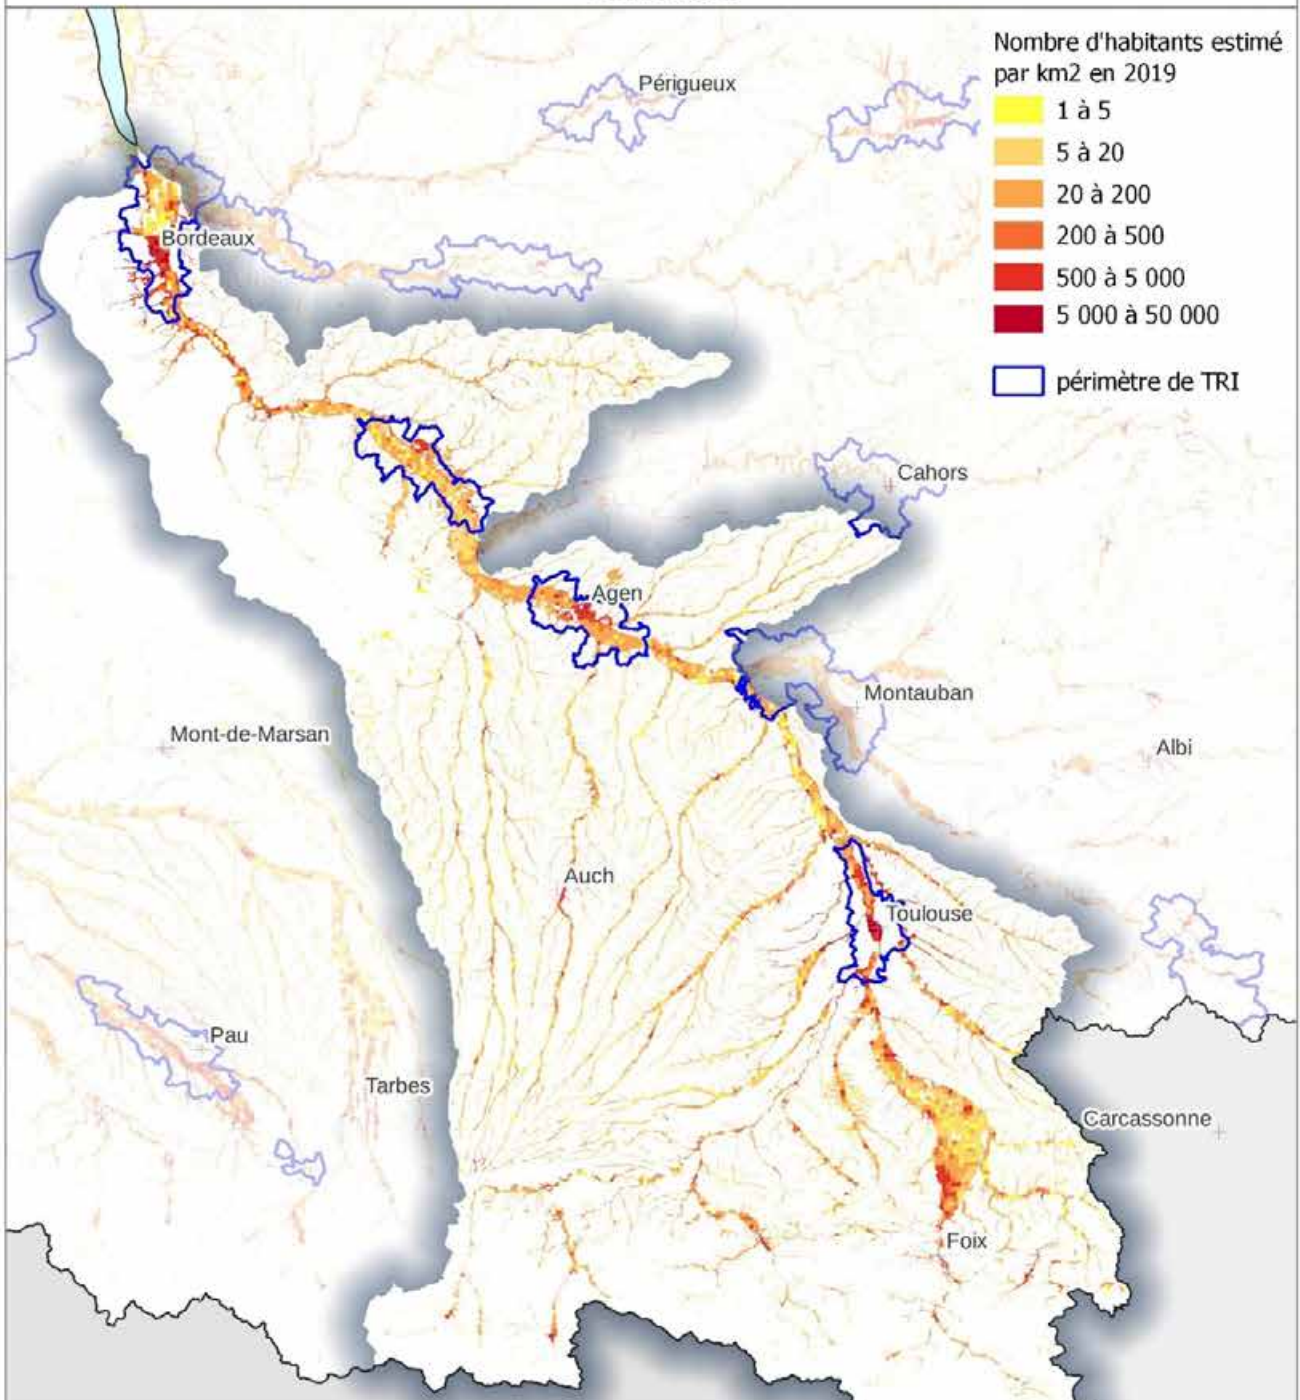 Nombre d'habitants estimé
par km2 en 2019
1 à 5
5 à 20
20 à 200
200 à 500
500 à 5 000
5 000 à 50 000
périmètre de TRI
Périgueux
Bordeaux
Cahors
Agen
Montauban
Mont-de-Marsan
Albi
Auch
Toulouse
Pau
Tarbes
Carcassonne
Foix